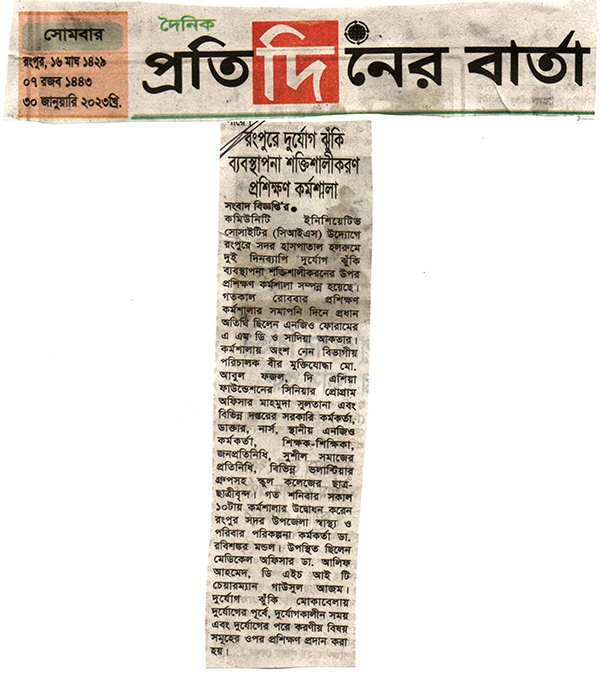 সোমবার
রংপুর, ১৬ মাঘ ১৪২৯
০৭ রজব ১৪৪৩
৩০ জানুয়ারি ২০২৩খ্রি.
দৈনিক
প্রতিদিনের বার্তা
রংপুরে দুর্যোগ ঝুঁকি
ব্যবস্থাপনা শক্তিশালীকরণ
প্রশিক্ষণ কর্মশালা
সংবাদ বিজ্ঞপ্তি'র●
কমিউনিটি ইনিশিয়েটিভ
সোসাইটির (সিআইএস) উদ্যোগে
রংপুরে সদর হাসপাতাল হলরুমে
দুই দিনব্যাপি দুর্যোগ ঝুঁকি
ব্যবস্থাপনা শক্তিশালীকরনের উপর
প্রশিক্ষণ কর্মশালা সম্পন্ন হয়েছে।
গতকাল রোববার প্রশিক্ষণ
কর্মশালার সমাপনি দিনে প্রধান
অতিথি ছিলেন এনজিও ফোরামের
এ এম ডি ও সাদিয়া আকতার।
কর্মশালায় অংশ নেন বিভাগীয়
পরিচালক বীর মুক্তিযোদ্ধা মো.
আবুল ফজল, দি এশিয়া
ফাউন্ডেশনের সিনিয়ার প্রোগ্রাম
অফিসার মাহমুদা সুলতানা এবং
বিভিন্ন দপ্তরের সরকারি কর্মকর্তা,
ডাক্তার, নার্স, স্থানীয় এনজিও
কর্মকর্তা, শিক্ষক-শিক্ষিকা,
জনপ্রতিনিধি, সুশীল সমাজের
প্রতিনিধি, বিভিন্ন ভলান্টিয়ার
গ্রুপসহ স্কুল কলেজের ছাত্র-
ছাত্রীবৃন্দ। গত শনিবার সকাল
১০টায় কর্মশালার উদ্বোধন করেন
রংপুর সদর উপজেলা স্বাস্থ্য ও
পরিবার পরিকল্পনা কর্মকর্তা ডা.
রবিশঙ্কর মন্ডল। উপস্থিত ছিলেন
মেডিকেল অফিসার ডা. আলিফ
আহমেদ, ডি এইচ আই টি
চেয়ারম্যান গাউসুল আজম।
দুর্যোগ ঝুঁকি মোকাবেলায়
দুর্যোগের পূর্বে, দুর্যোগকালীন সময়
এবং দুর্যোগের পরে করণীয় বিষয়
সমূহের ওপর প্রশিক্ষণ প্রদান করা
হয়।